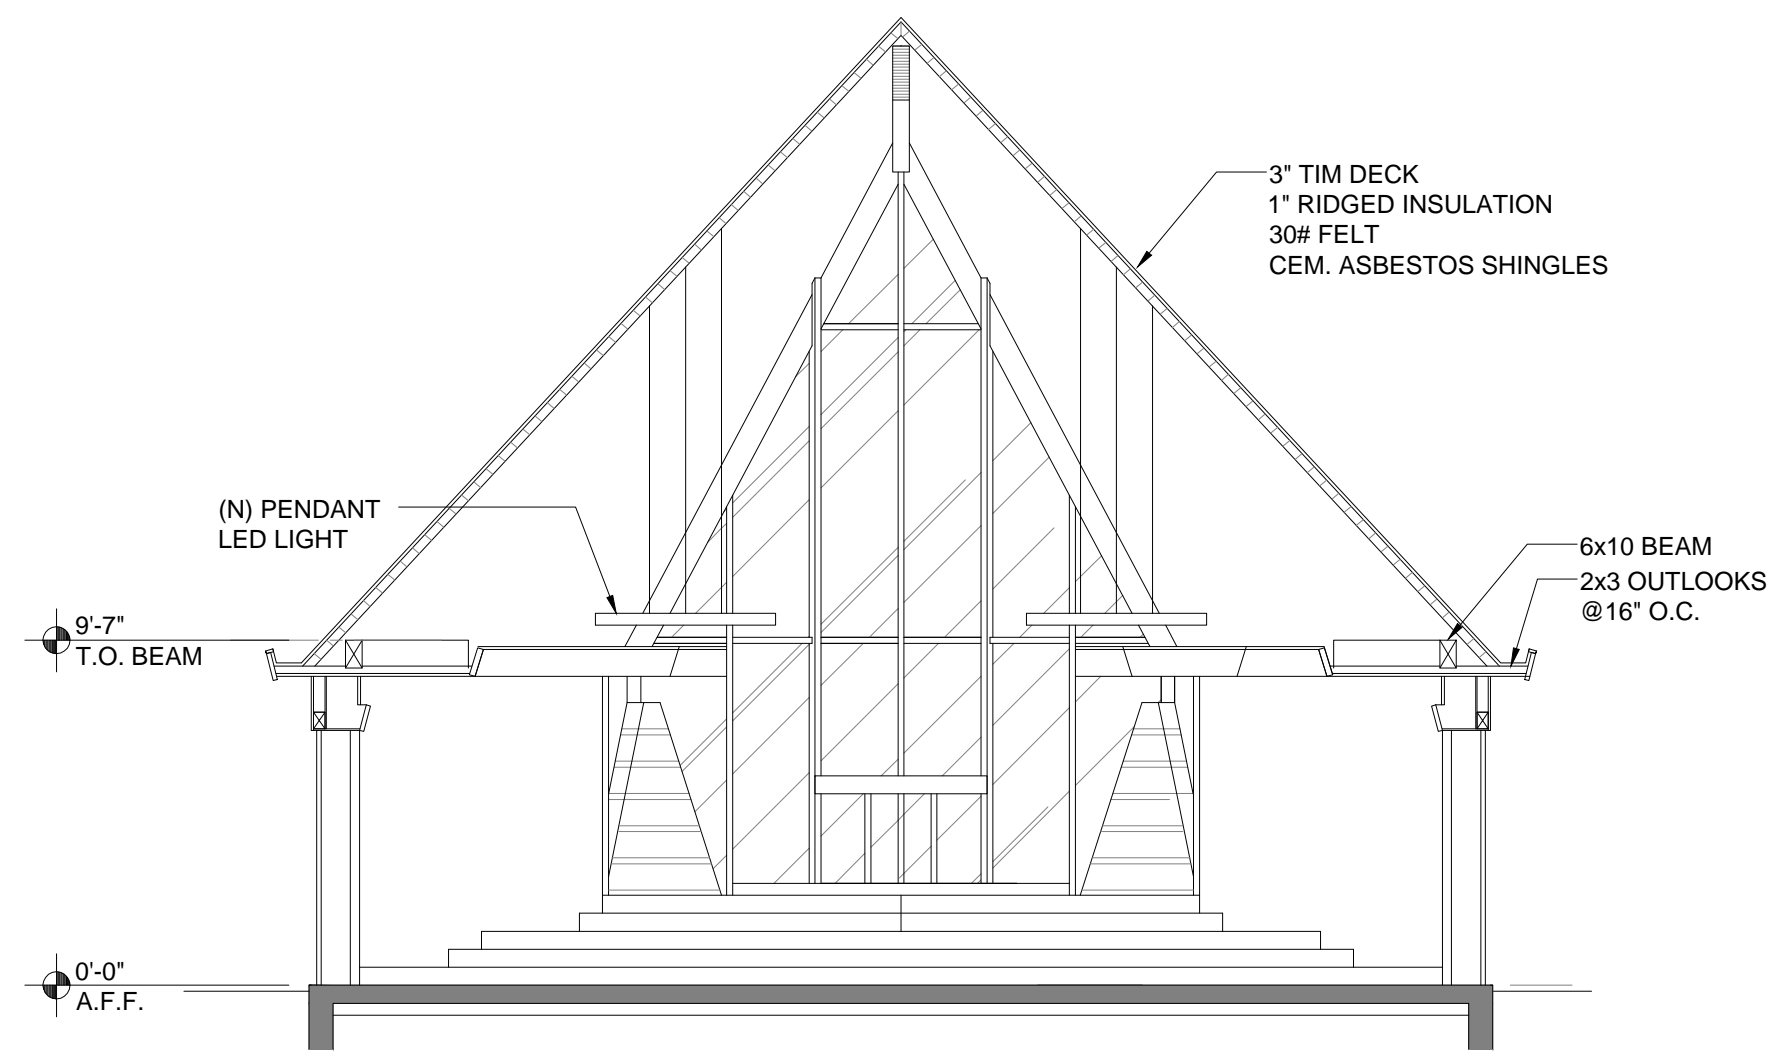 3" TIM DECK
1" RIDGED INSULATION
30# FELT
CEM. ASBESTOS SHINGLES
(N) PENDANT
LED LIGHT
6x10 BEAM
2x3 OUTLOOKS
@16" O.C.
9'-7"
T.O. BEAM
0'-0"
A.F.F.